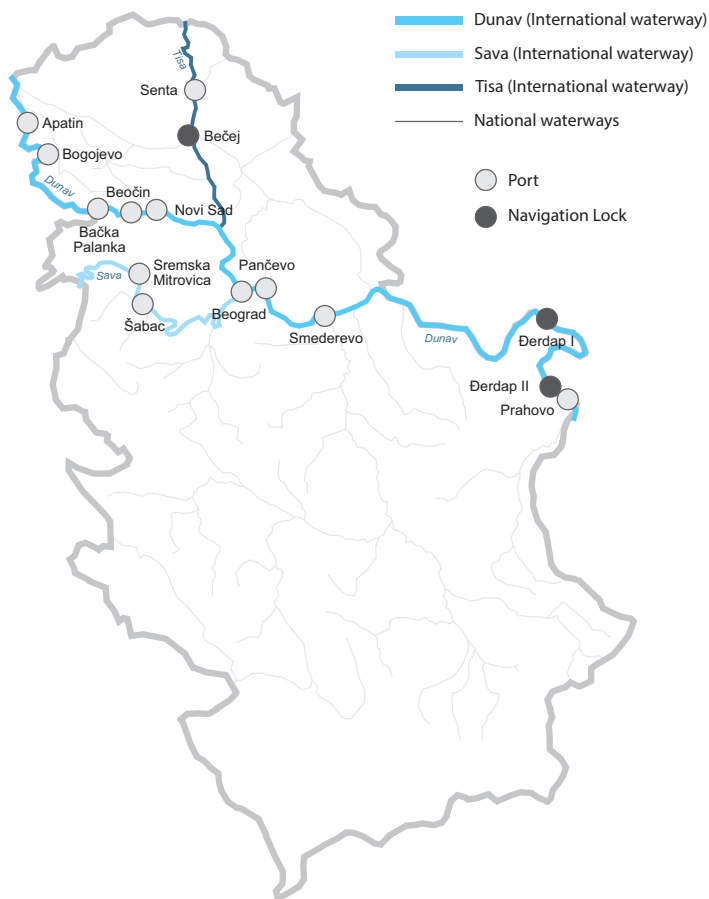 Dunav (International waterway)
Sava (International waterway)
Tisa (International waterway)
National waterways
Port
Navigation Lock
Tisa
Senta
Bečej
Apatin
Bogojevo
Dunav
Beočin
Novi Sad
Bačka
Palanka
Sava
Sremska
Mitrovica
Pančevo
Šabac
Beograd
Smederevo
Dunav
Đerdap I
Đerdap II
Prahovo